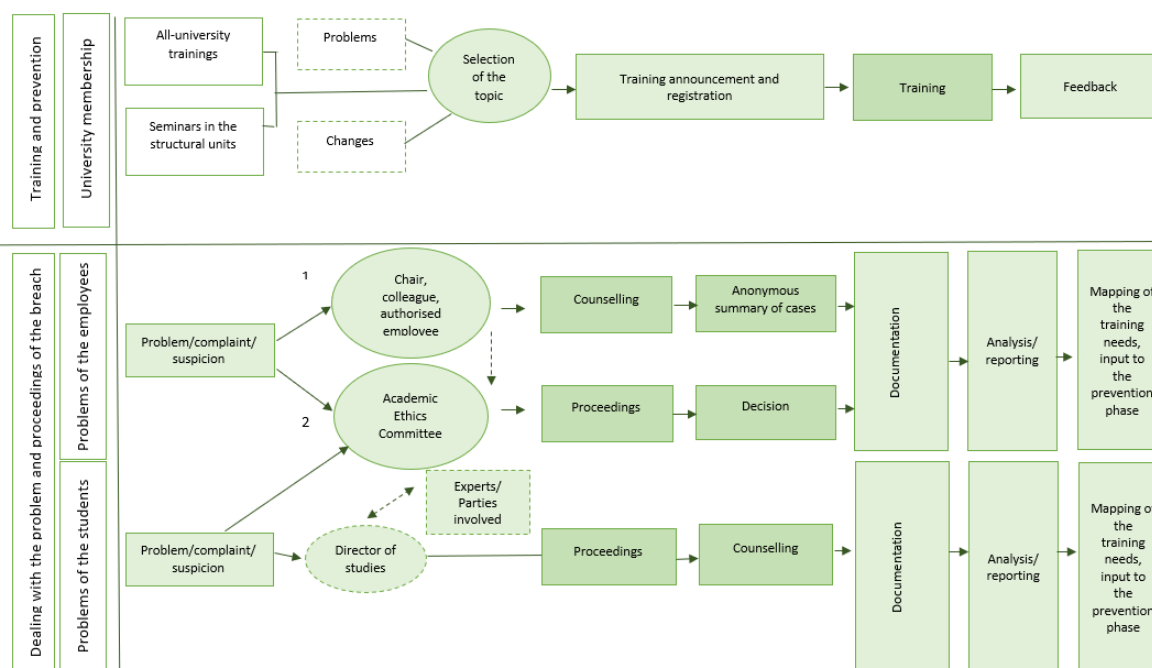 Training and prevention
University membership
All-university
trainings
Seminars in the
structural units
Problems
Changes
Selection
of the
topic
Training announcement and
registration
Training
Feedback
Dealing with the problem and proceedings of the breach
Problems of the employees
Problem/complaint/
suspicion
1
Chair,
colleague,
authorised
emplovee
2
Academic
Ethics
Committee
Counselling
Anonymous
summary of cases
Proceedings
Decision
Documentation
Analysis/
reporting
Mapping of
the
training
needs,
input to
the
prevention
phase
Problems of the students
Problem/complaint/
suspicion
Experts/
Parties
involved
Director of
studies
Proceedings
Counselling
Documentation
Analysis/
reporting
Mapping of
the
training
needs,
input to
the
prevention
phase